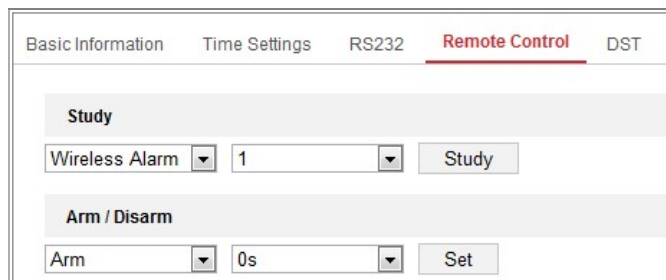 Basic Information Time Settings RS232 Remote Control DST
Study
Wireless Alarm 1 Study
Arm / Disarm
Arm 0s Set